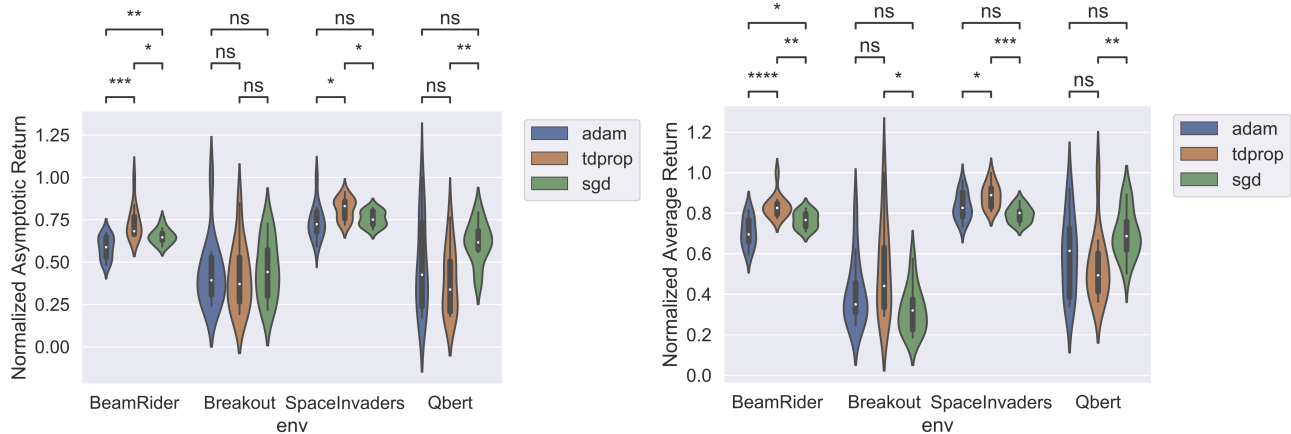 ** ns ns ns
* ns * **
*** ns * ns
Normalized Asymptotic Return
1.25
1.00
0.75
0.50
0.25
0.00
BeamRider Breakout SpaceInvaders Qbert
env
adam
tdprop
sgd
* ns ns ns
** ns *** **
**** * * ns
Normalized Average Return
1.2
1.0
0.8
0.6
0.4
0.2
0.0
BeamRider Breakout SpaceInvaders Qbert
env
adam
tdprop
sgd